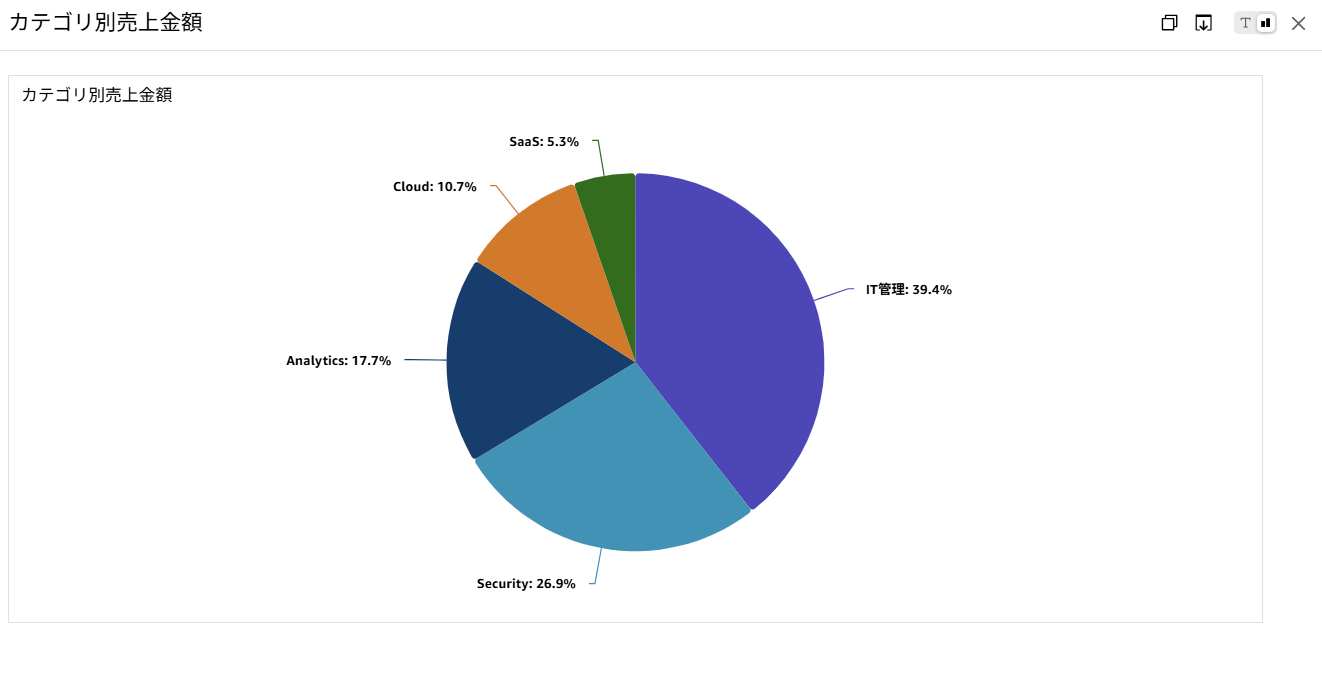 カテゴリ別売上金額
T
カテゴリ別売上金額
SaaS: 5.3%
Cloud: 10.7%
IT管理: 39.4%
Analytics: 17.7%
Security: 26.9%